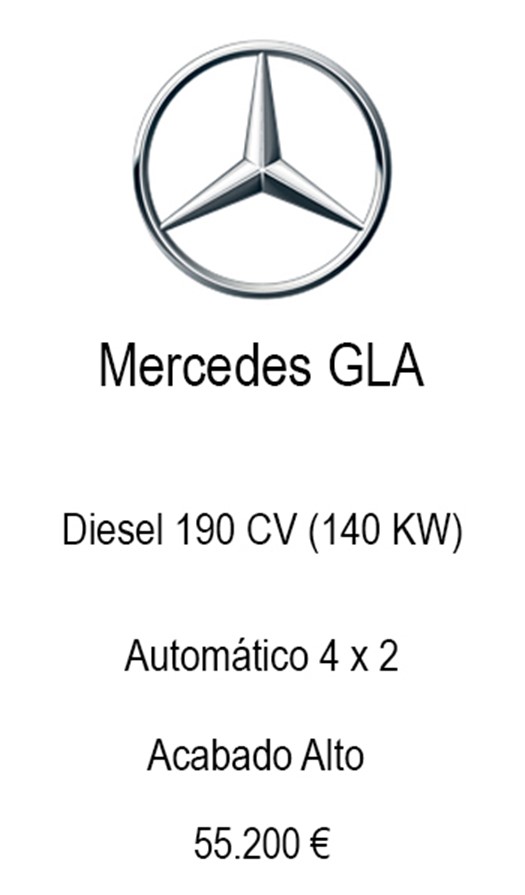 Mercedes GLA
Diesel 190 CV (140 KW)
Automático 4 x 2
Acabado Alto
55.200 €